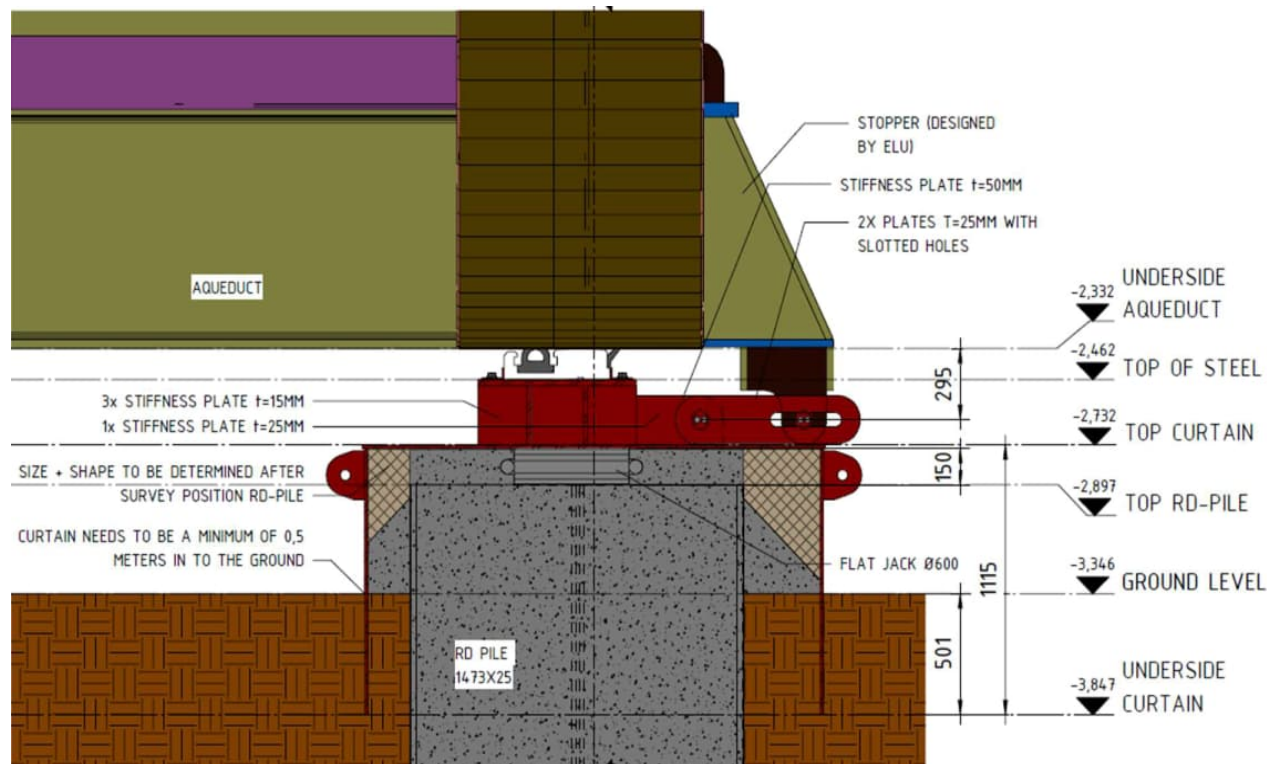 STOPPER (DESIGNED
BY ELU)
STIFFNESS PLATE t=50MM
2X PLATES T=25MM WITH
SLOTTED HOLES
AQUEDUCT
-2,332
UNDERSIDE
AQUEDUCT
-2,462
TOP OF STEEL
295
3x STIFFNESS PLATE t=15MM
1x STIFFNESS PLATE t=25MM
-2,732
TOP CURTAIN
SIZE + SHAPE TO BE DETERMINED AFTER
SURVEY POSITION RD-PILE
150
-2,897
TOP RD-PILE
CURTAIN NEEDS TO BE A MINIMUM OF 0,5
METERS IN TO THE GROUND
FLAT JACK Ø600
1115
-3,346
GROUND LEVEL
501
RD PILE
1473X25
-3,847
UNDERSIDE
CURTAIN